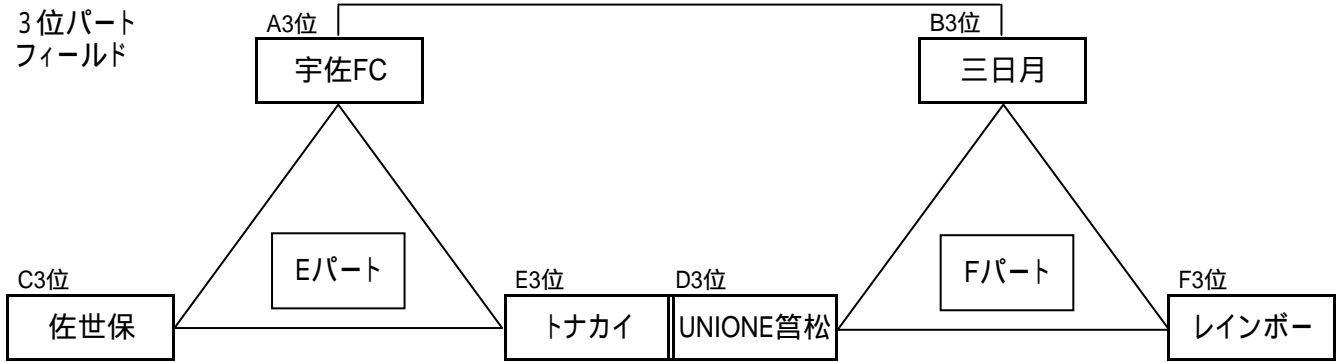 3位パート
フィールド
A3位
宇佐FC
B3位
三日月
Eパート
Fパート
C3位
佐世保
E3位
トナカイ
D3位
UNIONE筥松
F3位
レインボー